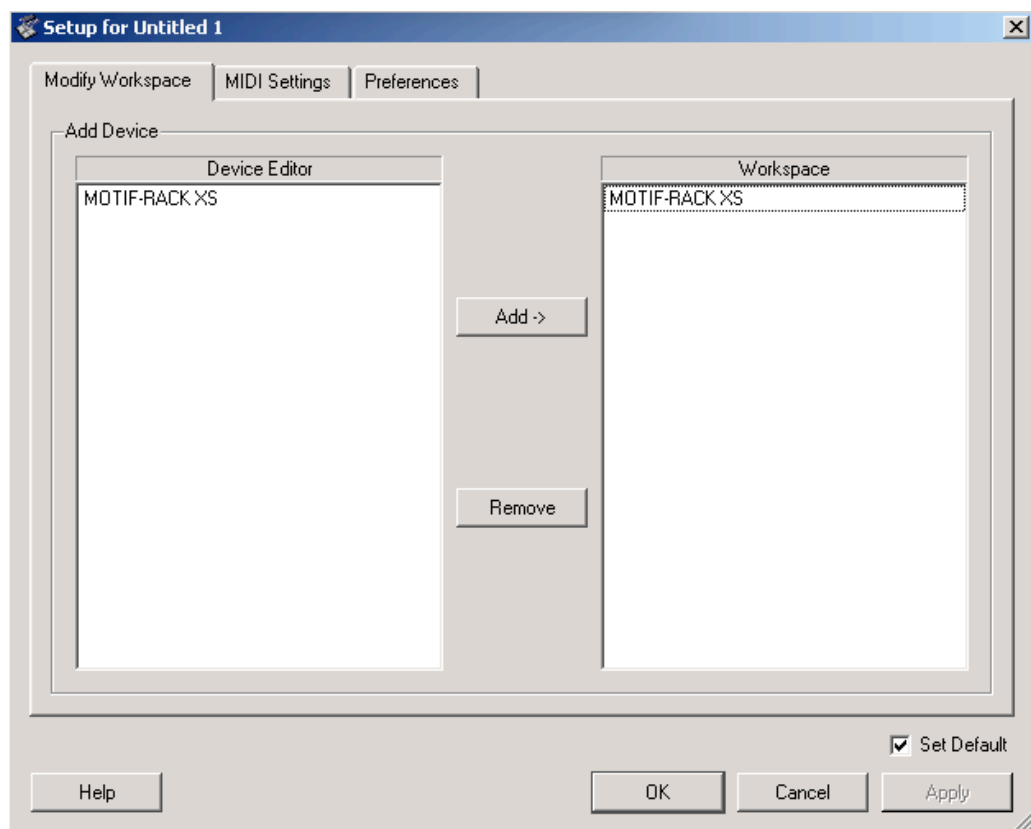 Setup for Untitled 1
Modify Workspace MIDI Settings Preferences
Add Device
Device Editor Workspace
MOTIF-RACK XS MOTIF-RACK XS
Add ->
Remove
Set Default
Help OK Cancel Apply